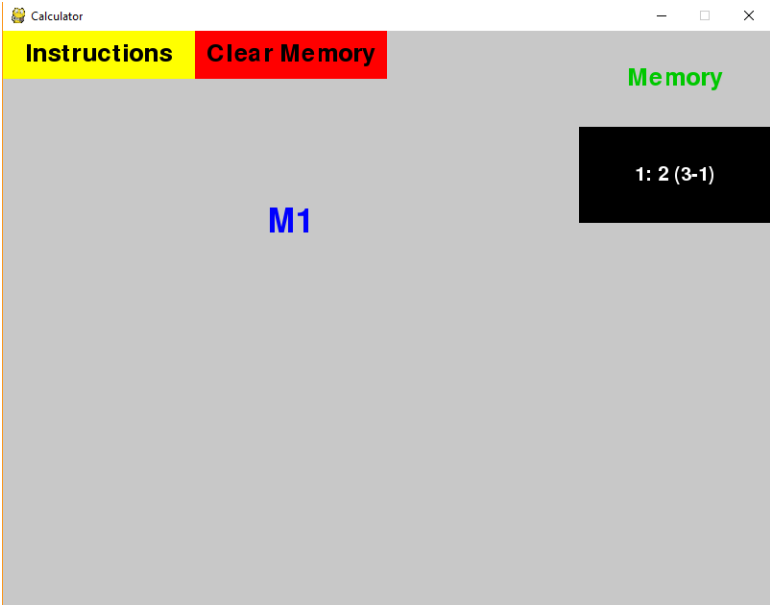 Calculator
Instructions
Clear Memory
Memory
1: 2 (3-1)
M1